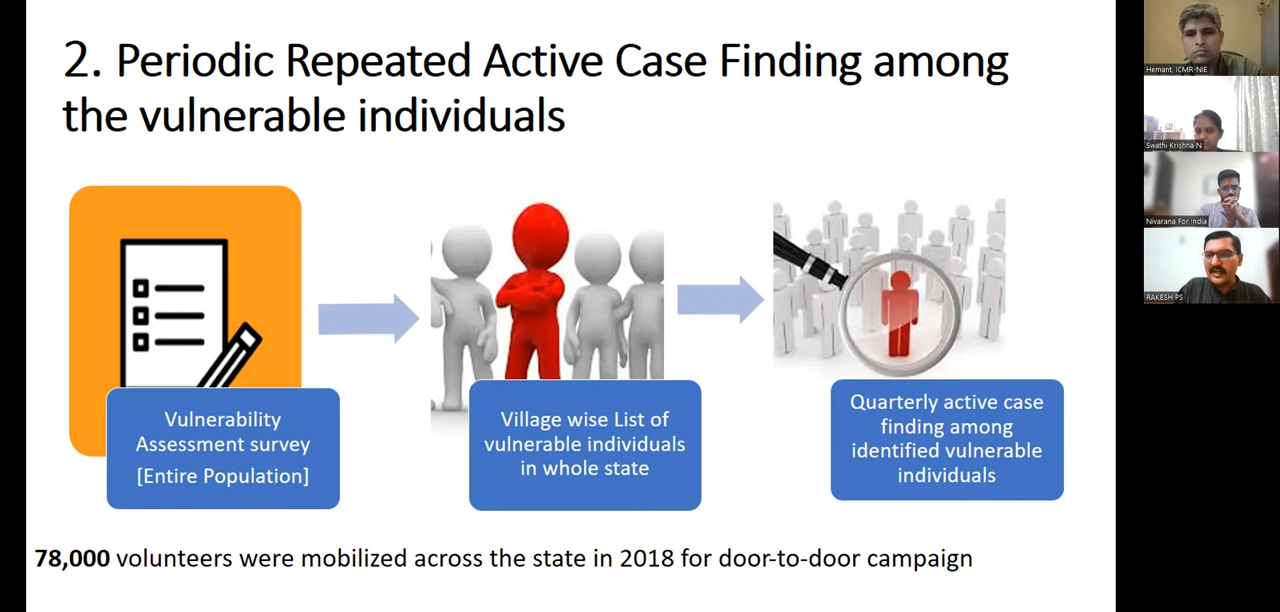 2. Periodic Repeated Active Case Finding among
the vulnerable individuals
Vulnerability
Assessment survey
[Entire Population]
Village wise List of
vulnerable individuals
in whole state
Quarterly active case
finding among
identified vulnerable
individuals
78,000 volunteers were mobilized across the state in 2018 for door-to-door campaign
Hemant, ICMR-NIE
Swathi Krishna N
Nivarana For India
RAKESH PS